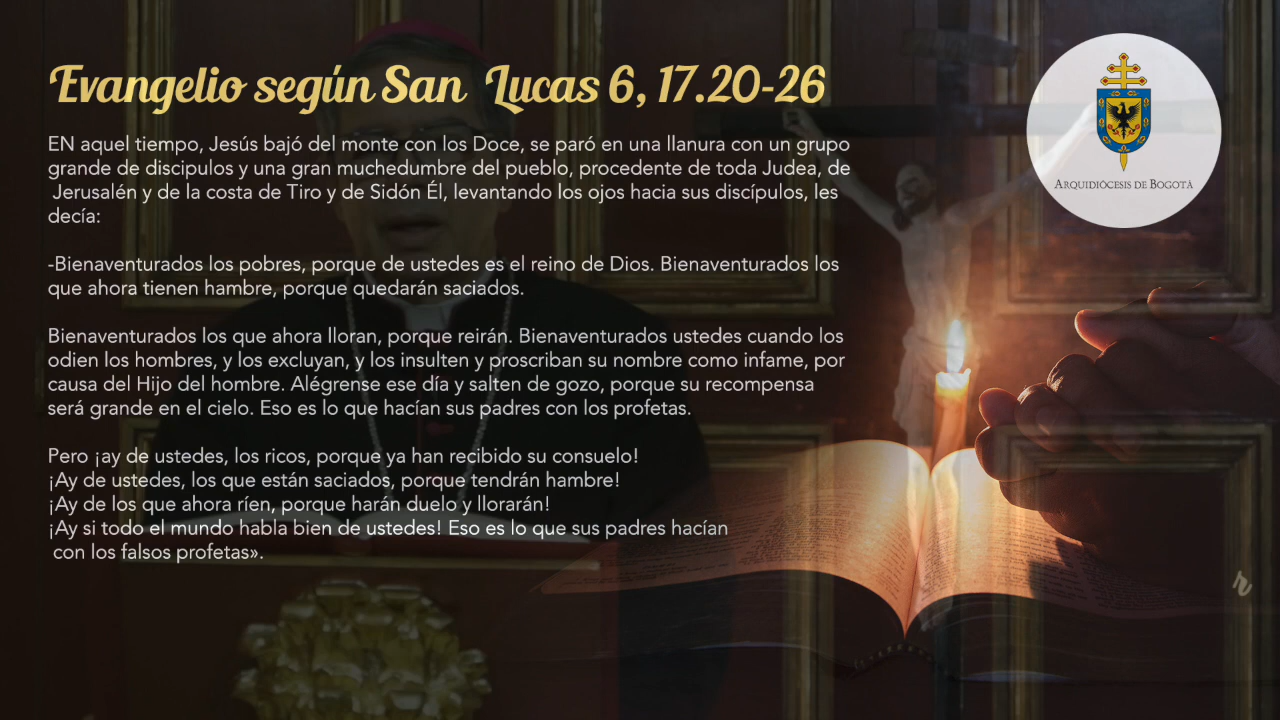 Evangelio según San Lucas 6, 17.20-26
EN aquel tiempo, Jesús bajó del monte con los Doce, se paró en una llanura con un grupo
grande de discipulos y una gran muchedumbre del pueblo, procedente de toda Judea, de
Jerusalén y de la costa de Tiro y de Sidón Él, levantando los ojos hacia sus discípulos, les
decía:
-Bienaventurados los pobres, porque de ustedes es el reino de Dios. Bienaventurados los
que ahora tienen hambre, porque quedarán saciados.
Bienaventurados los que ahora lloran, porque reirán. Bienaventurados ustedes cuando los
odien los hombres, y los excluyan, y los insulten y proscriban su nombre como infame, por
causa del Hijo del hombre. Alégrense ese día y salten de gozo, porque su recompensa
será grande en el cielo. Eso es lo que hacían sus padres con los profetas.
Pero ¡ay de ustedes, los ricos, porque ya han recibido su consuelo!
¡Ay de ustedes, los que están saciados, porque tendrán hambre!
¡Ay de los que ahora ríen, porque harán duelo y llorarán!
¡Ay si todo el mundo habla bien de ustedes! Eso es lo que sus padres hacían
con los falsos profetas».
ARQUIDIÓCESIS DE BOGOTÁ